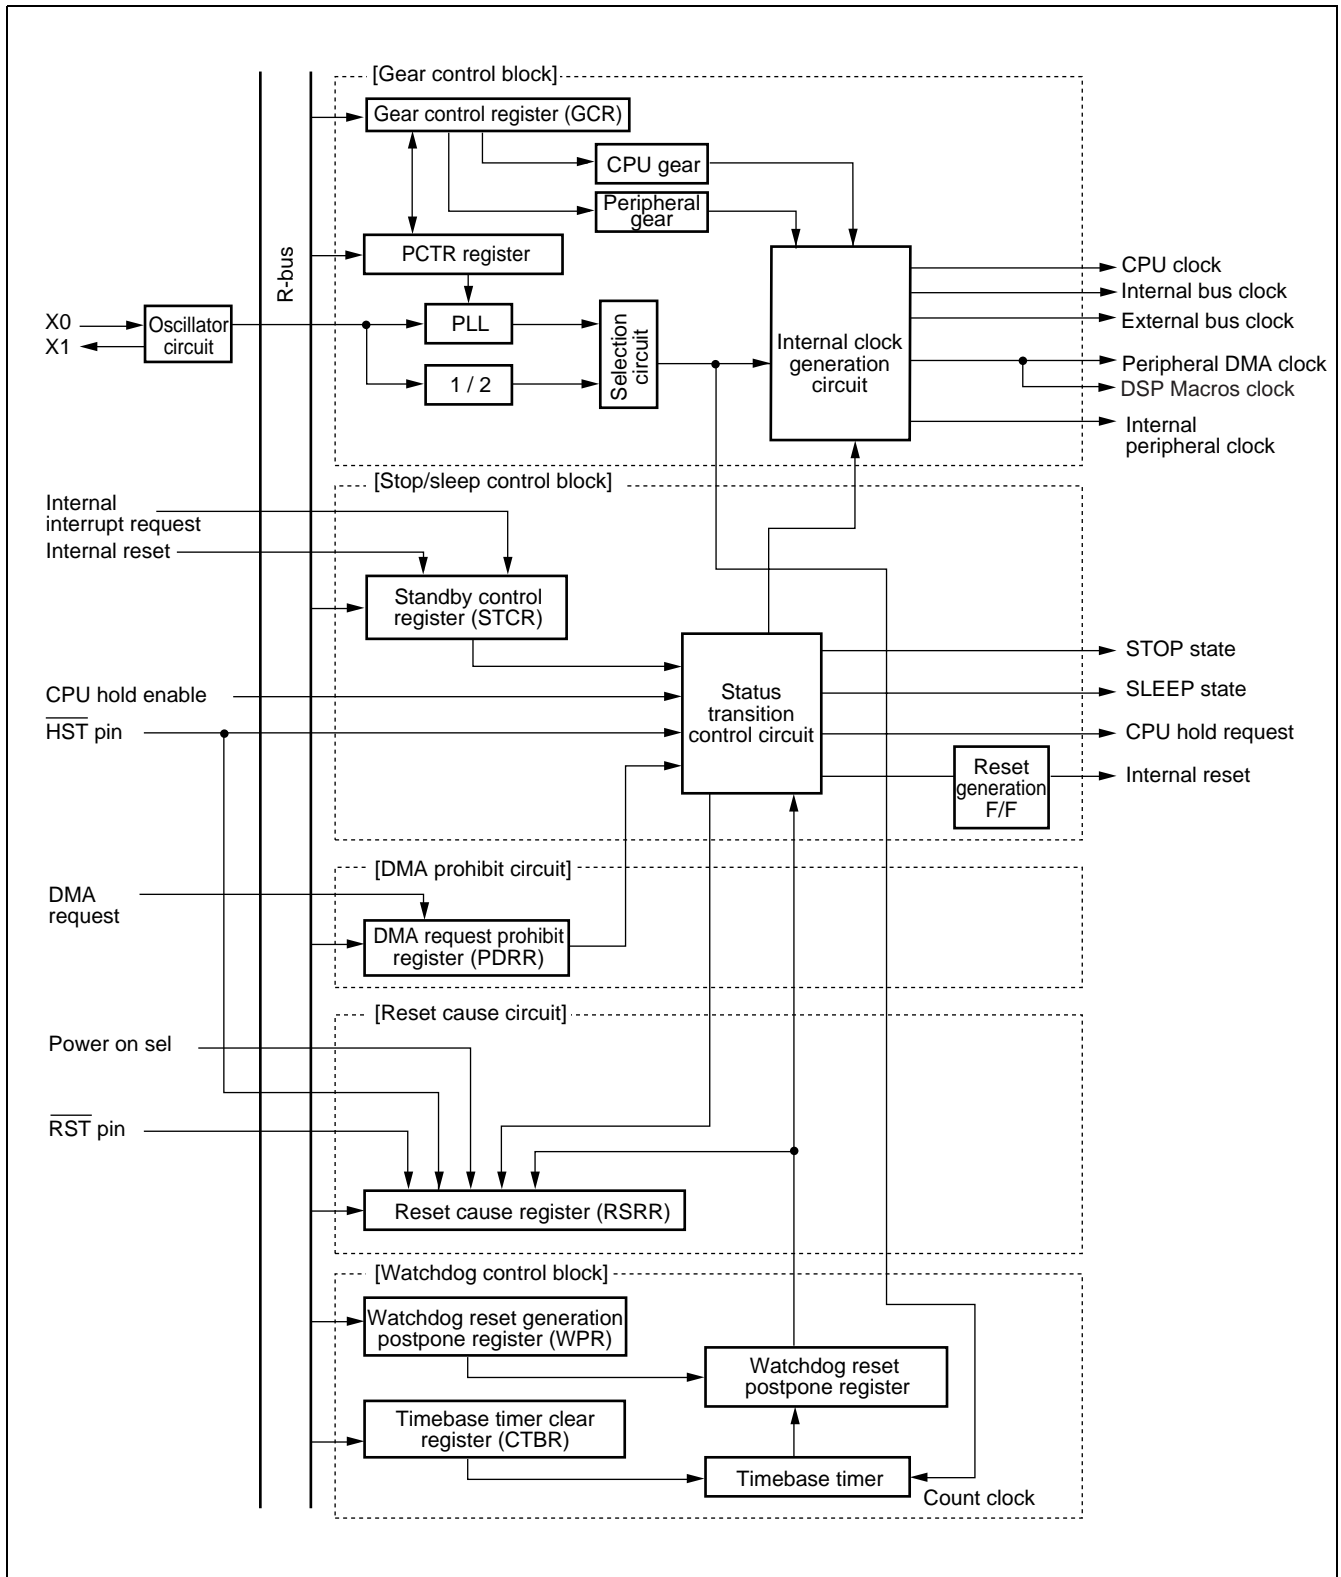 [Gear control block]
Gear control register (GCR)
CPU gear
Peripheral
gear
R-bus
PCTR register
X0
X1
Oscillator
circuit
PLL
1 / 2
Selection
circuit
Internal clock
generation
circuit
CPU clock
Internal bus clock
External bus clock
Peripheral DMA clock
DSP Macros clock
Internal
peripheral clock
[Stop/sleep control block]
Internal
interrupt request
Internal reset
Standby control
register (STCR)
CPU hold enable
HST pin
Status
transition
control circuit
STOP state
SLEEP state
CPU hold request
Reset
generation
F/F
Internal reset
[DMA prohibit circuit]
DMA
request
DMA request prohibit
register (PDRR)
[Reset cause circuit]
Power on sel
RST pin
Reset cause register (RSRR)
[Watchdog control block]
Watchdog reset generation
postpone register (WPR)
Watchdog reset
postpone register
Timebase timer clear
register (CTBR)
Timebase timer
Count clock